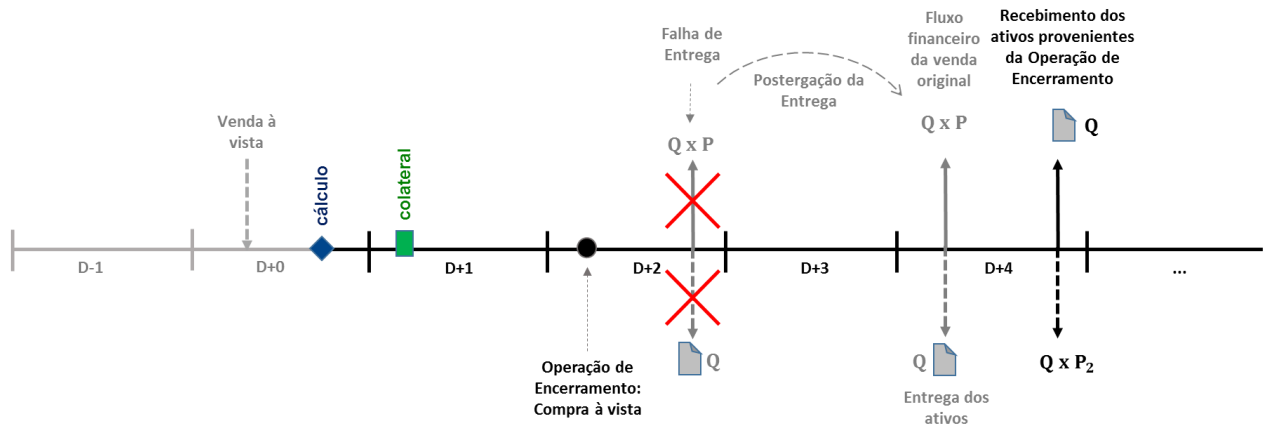 Fluxo
financeiro
da venda
original
Recebimento dos
ativos provenientes
da Operação de
Encerramento
Falha de
Entrega
Postergação da
Entrega
Venda à
vista
Q x P
Q x P
Q
cálculo
colateral
D-1
D+0
D+1
D+2
D+3
D+4
...
Operação de
Encerramento:
Compra à vista
Q
Q
Q x P₂
Entrega dos
ativos